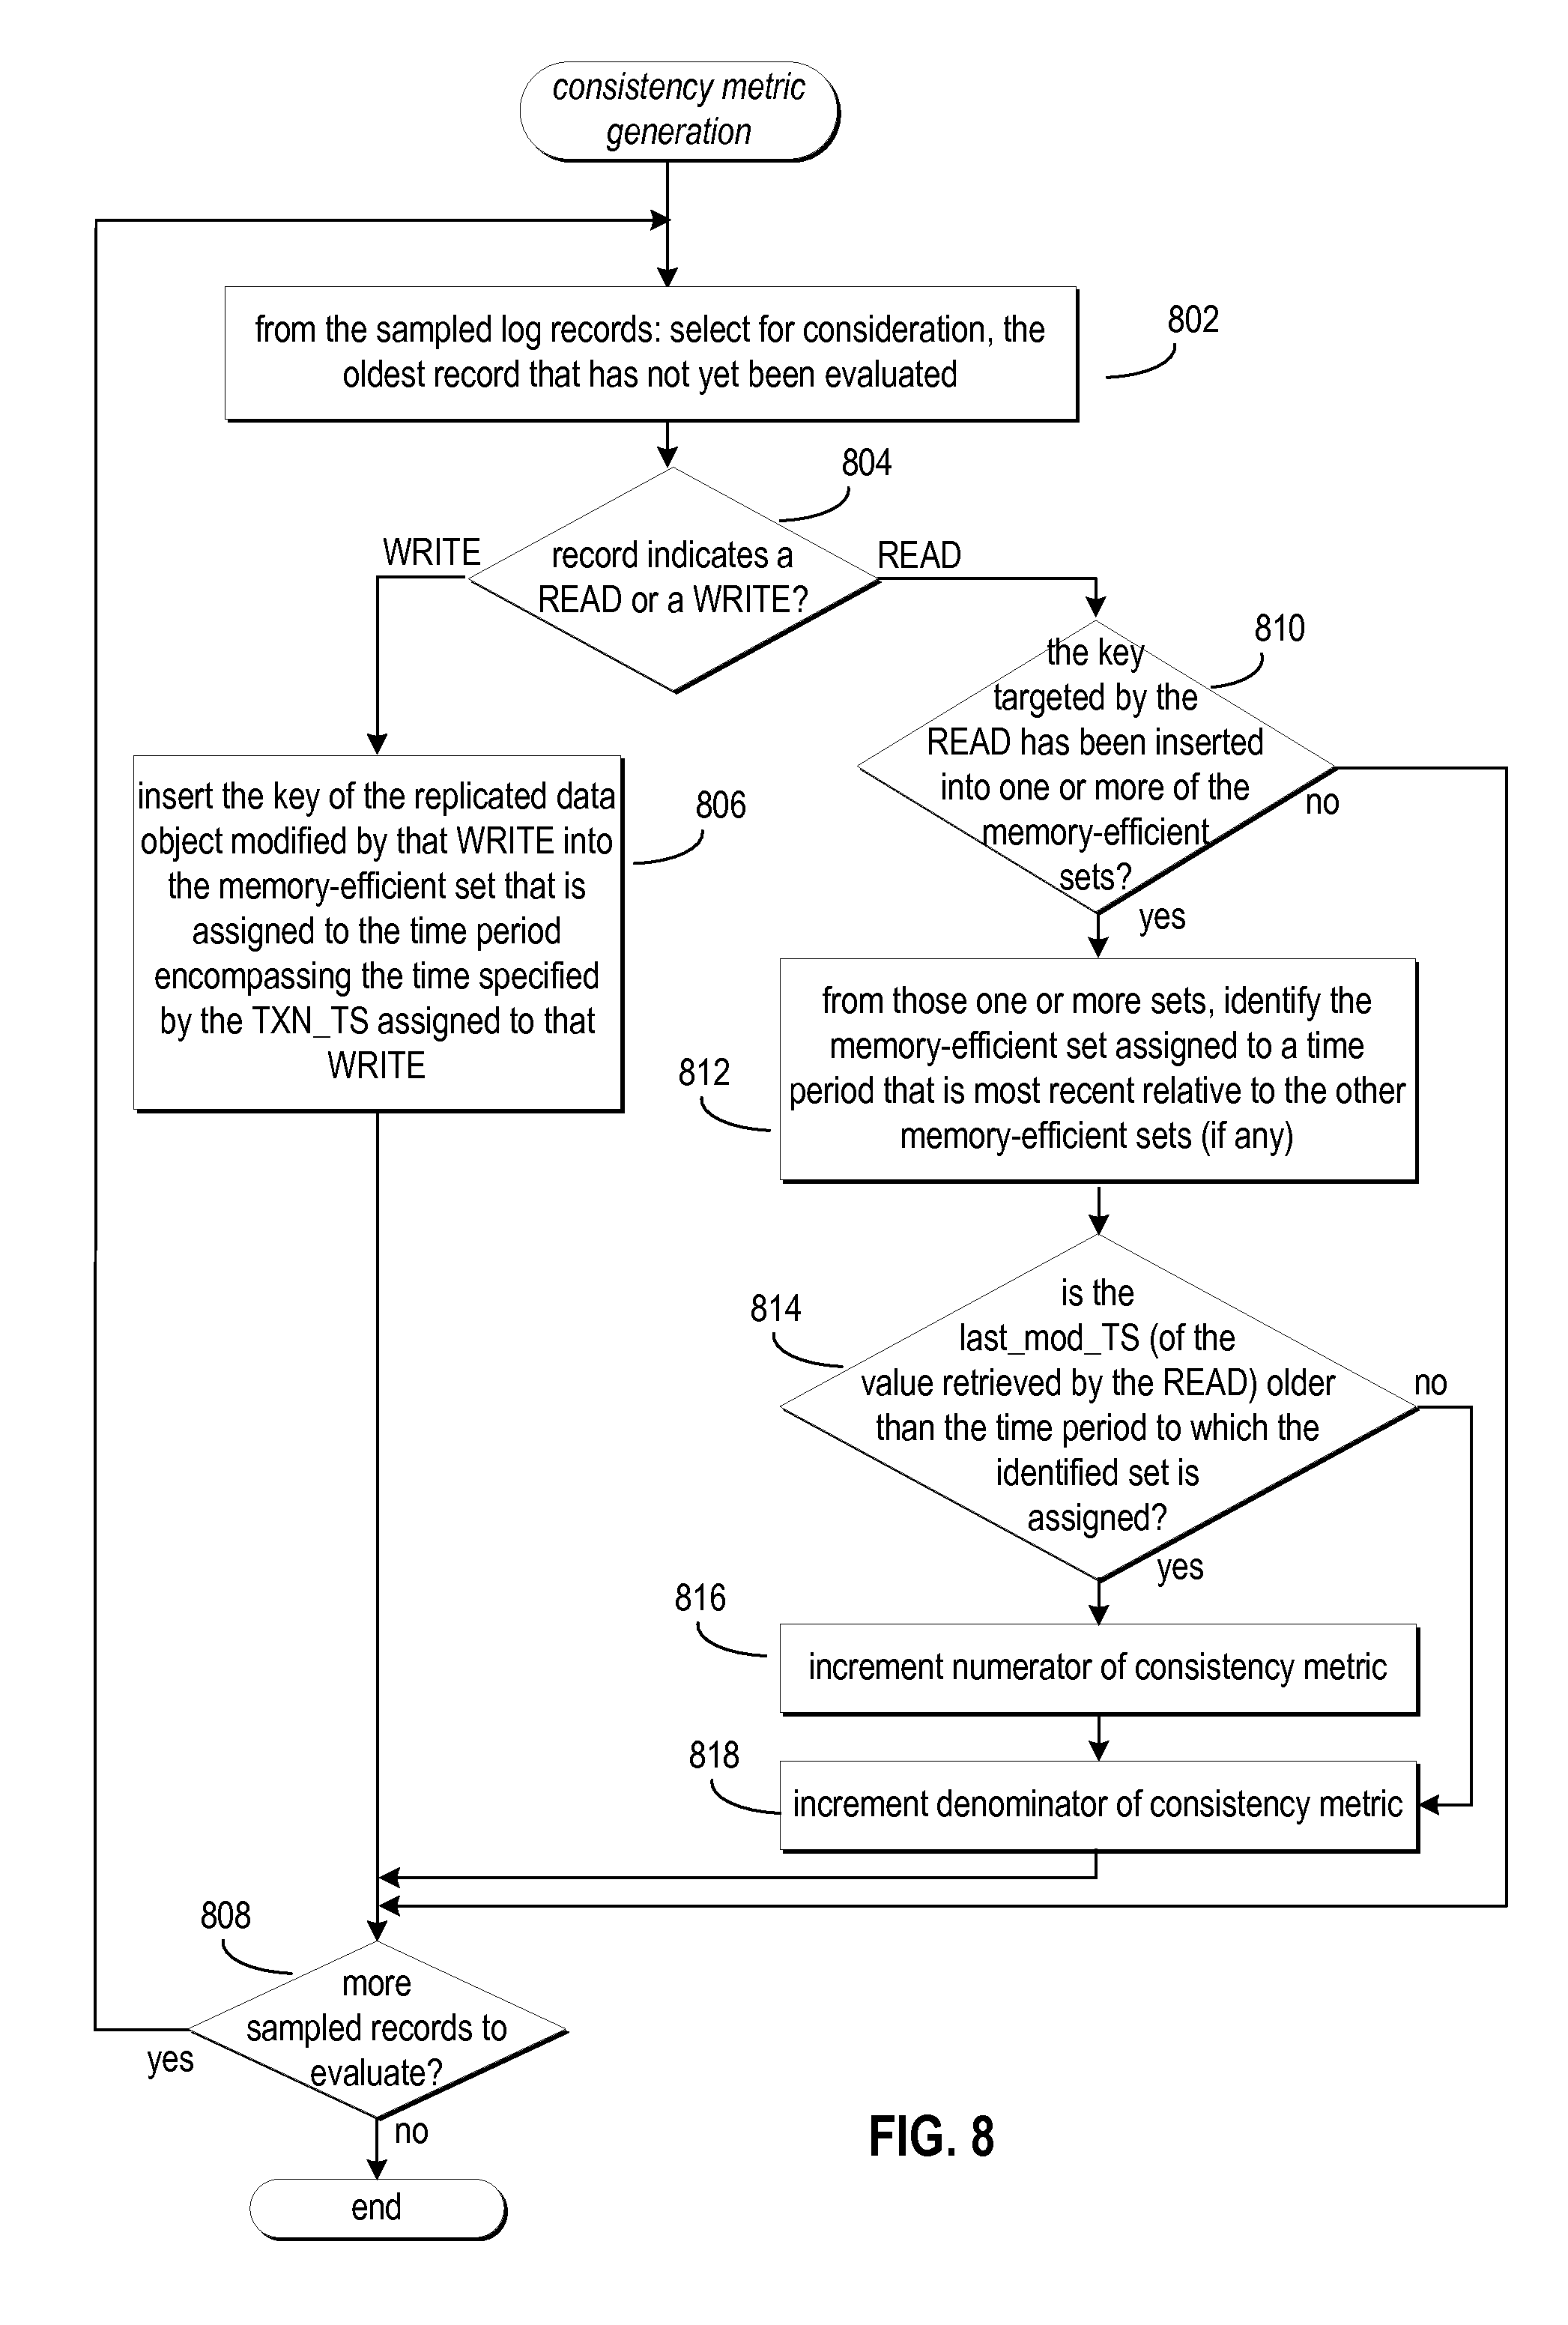 consistency metric
generation
from the sampled log records: select for consideration, the
oldest record that has not yet been evaluated
802
804
record indicates a
READ or a WRITE?
WRITE
READ
insert the key of the replicated data
object modified by that WRITE into
the memory-efficient set that is
assigned to the time period
encompassing the time specified
by the TXN_TS assigned to that
WRITE
806
810
the key
targeted by the
READ has been inserted
into one or more of the
memory-efficient
sets?
no
yes
from those one or more sets, identify the
memory-efficient set assigned to a time
period that is most recent relative to the other
memory-efficient sets (if any)
812
814
is the
last_mod_TS (of the
value retrieved by the READ) older
than the time period to which the
identified set is
assigned?
no
yes
816
increment numerator of consistency metric
818
increment denominator of consistency metric
808
more
sampled records to
evaluate?
yes
no
end
FIG. 8